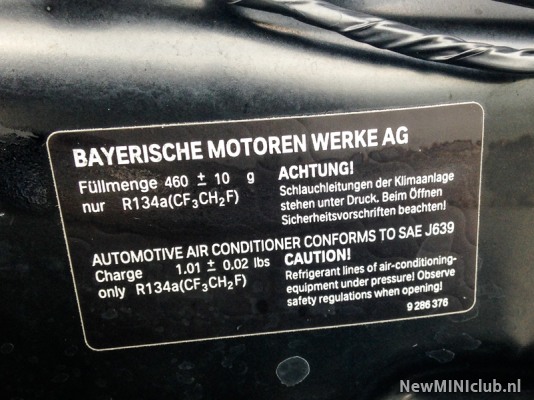 BAYERISCHE MOTOREN WERKE AG
Füllmenge 460 ± 10 g
nur R134a(CF₃CH₂F)
ACHTUNG!
Schlauchleitungen der Klimaanlage
stehen unter Druck. Beim Öffnen
Sicherheitsvorschriften beachten!
AUTOMOTIVE AIR CONDITIONER CONFORMS TO SAE J639
Charge 1.01 ± 0.02 lbs
only R134a(CF₃CH₂F)
CAUTION!
Refrigerant lines of air-conditioning-
equipment under pressure! Observe
safety regulations when opening!
9 286 376
NewMINIclub.nl